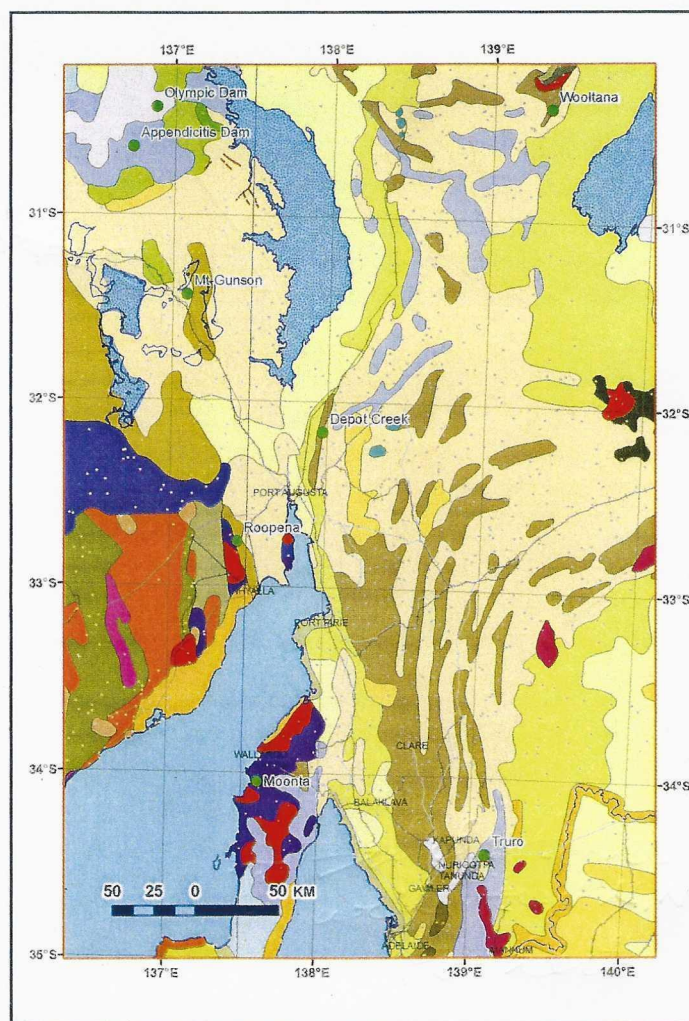 137°E 138°E 139°E
Olympic Dam
Wooltana
Appendicitis Dam
31°S 31°S
Mt Gunson
32°S 32°S
Depot Creek
PORT AUGUSTA
Roopena
33°S 33°S
WHYALLA
PORT PIRIE
CLARE
WALLAROO
34°S 34°S
Moonta
BALAKLAVA
KAPUNDA
Truro
NURIOOTPA
TANUNDA
GAWLER
50 25 0 50 KM
35°S ADELAIDE MANNUM 35°S
137°E 138°E 139°E 140°E